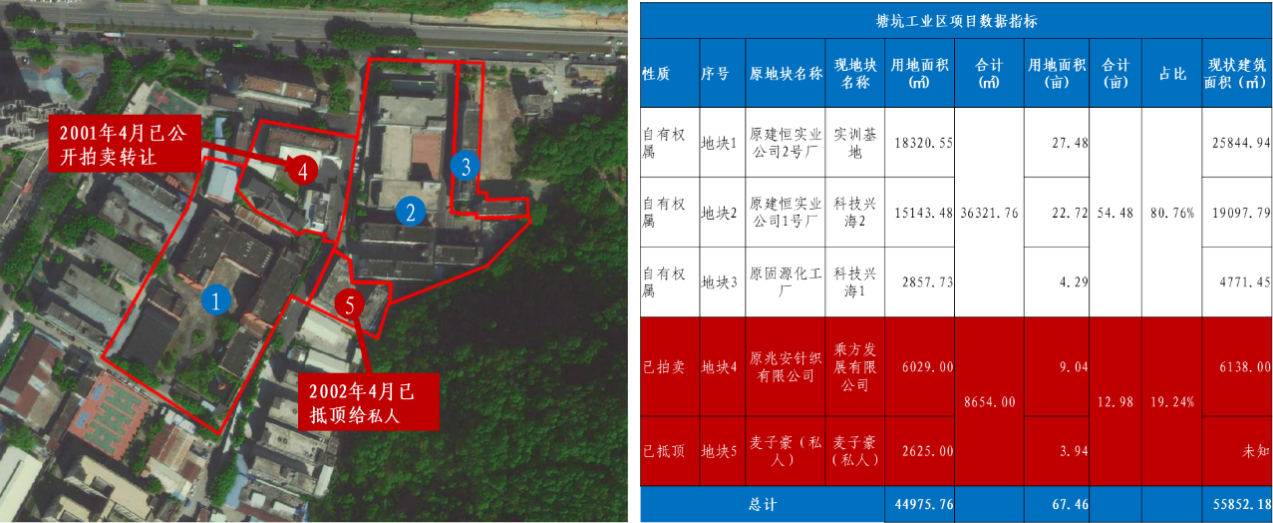 2001年4月已公
开拍卖转让
4
3
2
1
5
2002年4月已
抵顶给私人
塘坑工业区项目数据指标
性质 序号 原地块名称 现地块名称 用地面积(㎡) 合计(㎡) 用地面积(亩) 合计(亩) 占比 现状建筑面积(㎡)
自有权属 地块1 原建恒实业公司2号厂 实训基地 18320.55 27.48 25844.94
自有权属 地块2 原建恒实业公司1号厂 科技兴海2 15143.48 36321.76 22.72 54.48 80.76% 19097.79
自有权属 地块3 原固源化工厂 科技兴海1 2857.73 4.29 4771.45
已拍卖 地块4 原兆安针织有限公司 乘方发展有限公司 6029.00 8654.00 9.04 12.98 19.24% 6138.00
已抵顶 地块5 麦子豪(私人) 麦子豪(私人) 2625.00 3.94 未知
总计 44975.76 67.46 55852.18